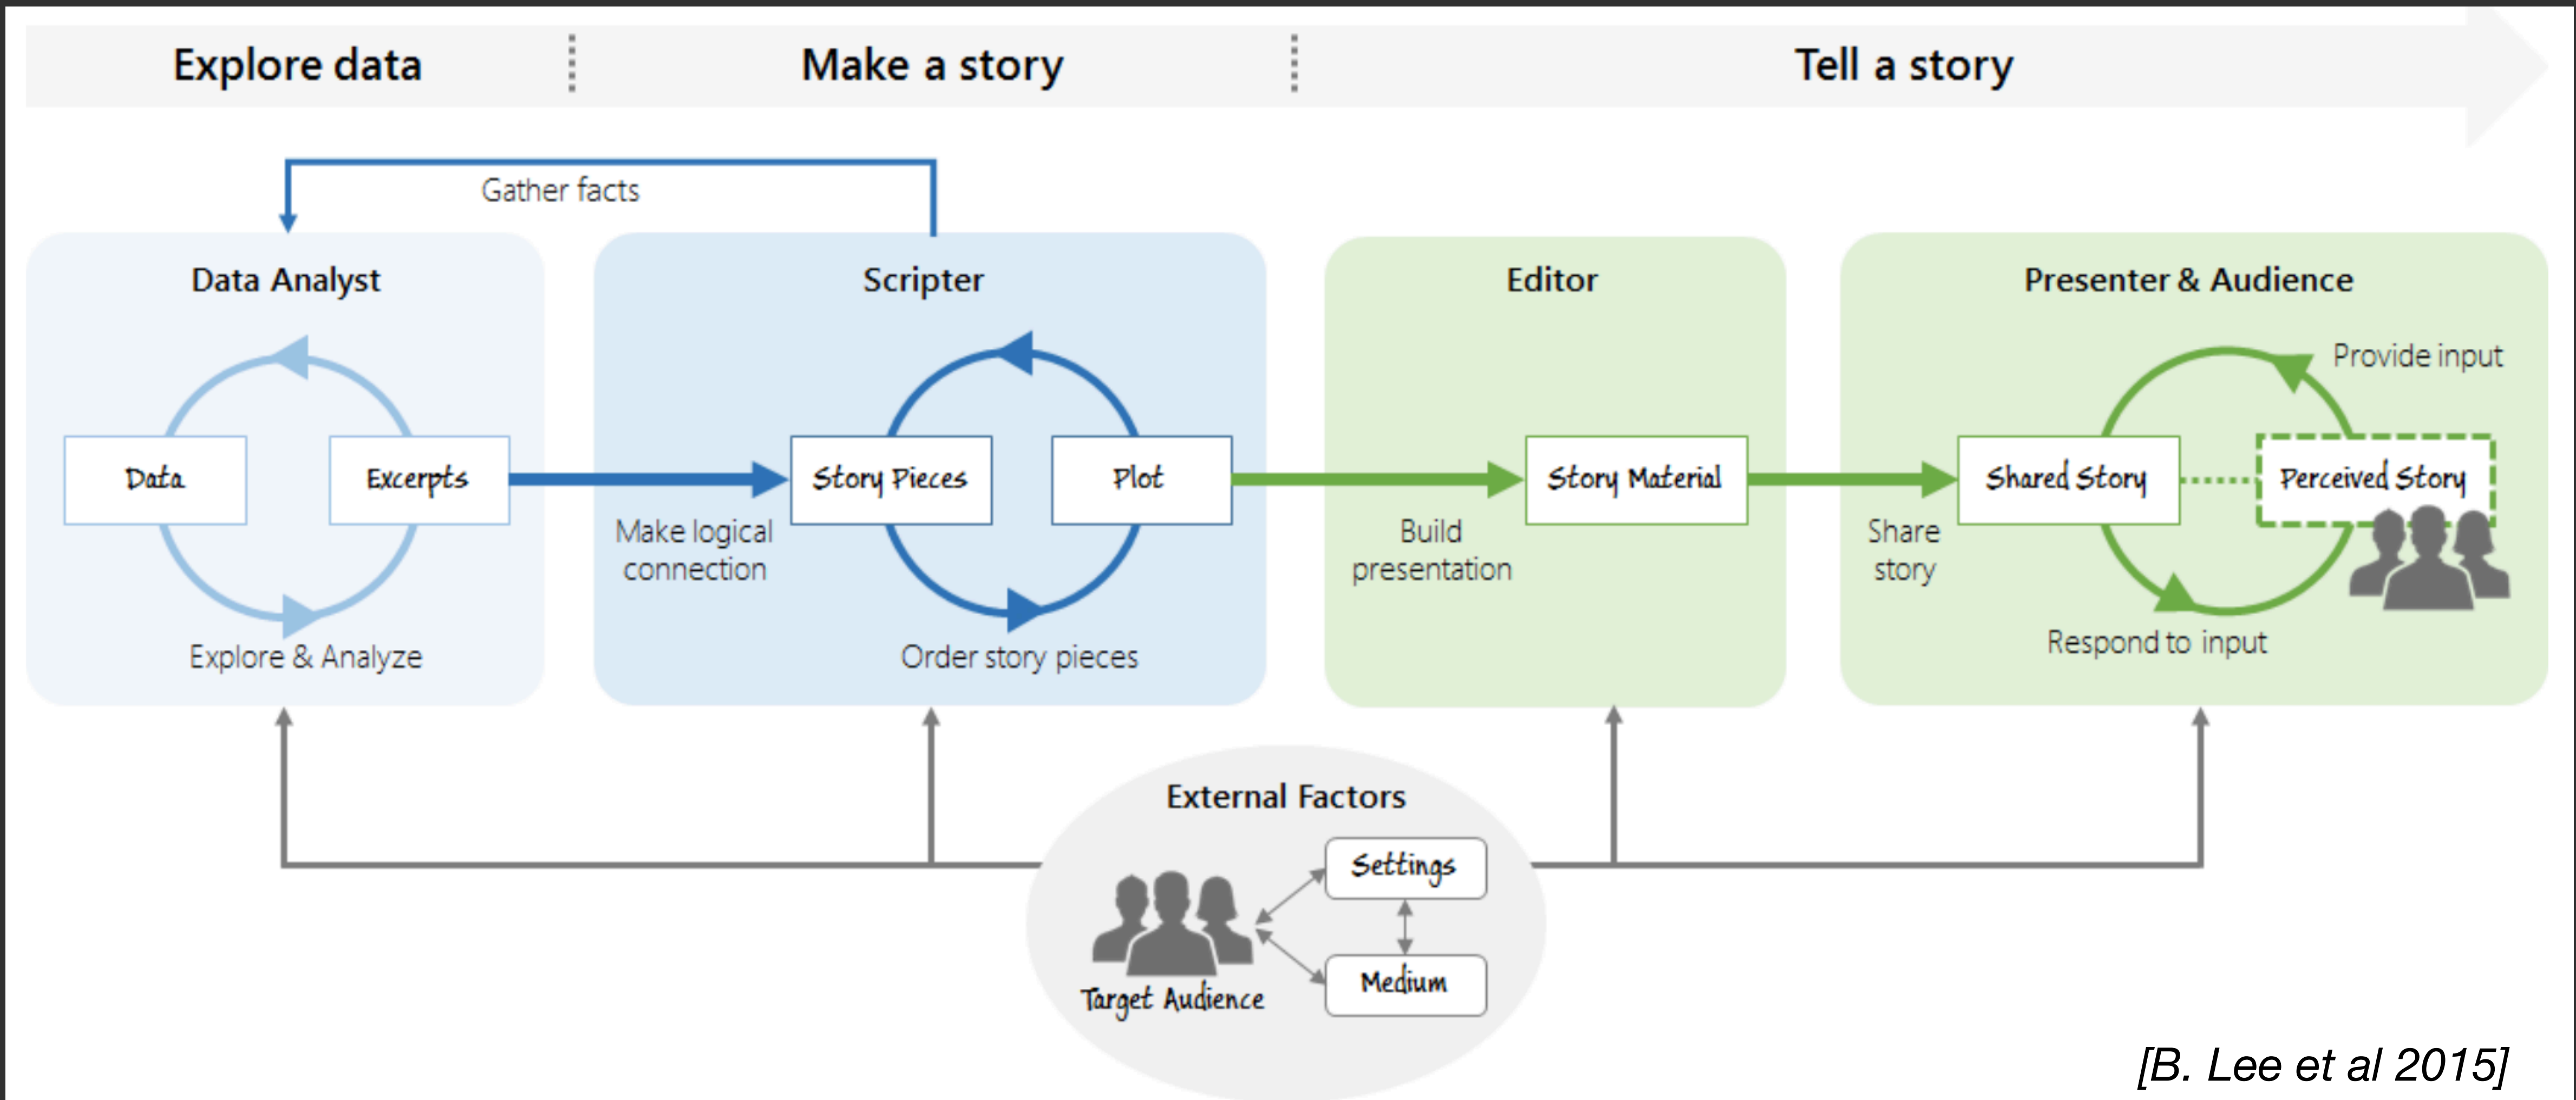 Explore data
Make a story
Tell a story
Gather facts
Data Analyst
Scripter
Editor
Presenter & Audience
Provide input
Data
Excerpts
Story Pieces
Plot
Story Material
Shared Story
Perceived Story
Make logical
connection
Build
presentation
Share
story
Explore & Analyze
Order story pieces
Respond to input
External Factors
Settings
Medium
Target Audience
[B. Lee et al 2015]